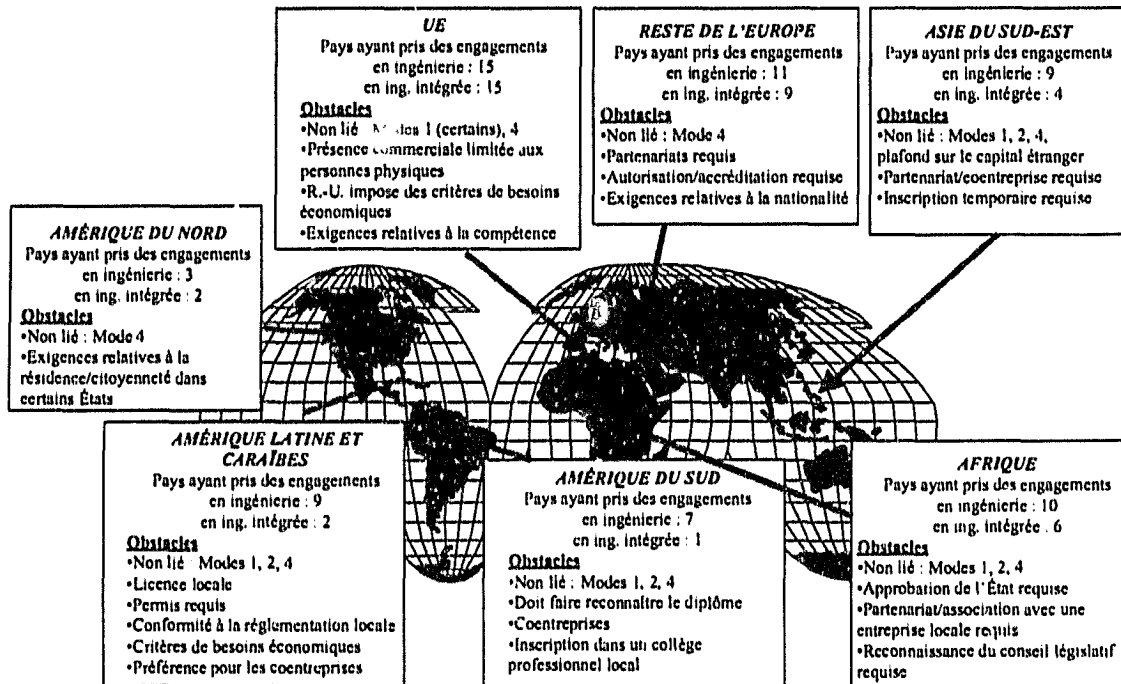 UE
Pays ayant pris des engagements
en ingénierie : 15
en ing. intégrée : 15
Obstacles
•Non lié : Modes 1 (certains), 4
•Présence commerciale limitée aux
personnes physiques
•R.-U. impose des critères de besoins
économiques
•Exigences relatives à la compétence
RESTE DE L'EUROPE
Pays ayant pris des engagements
en ingénierie : 11
en ing. intégrée : 9
Obstacles
•Non lié : Mode 4
•Partenariats requis
•Autorisation/accréditation requise
•Exigences relatives à la nationalité
ASIE DU SUD-EST
Pays ayant pris des engagements
en ingénierie : 9
en ing. intégrée : 4
Obstacles
•Non lié : Modes 1, 2, 4,
plafond sur le capital étranger
•Partenariat/coentreprise requise
•Inscription temporaire requise
AMÉRIQUE DU NORD
Pays ayant pris des engagements
en ingénierie : 3
en ing. intégrée : 2
Obstacles
•Non lié : Mode 4
•Exigences relatives à la
résidence/citoyenneté dans
certains États
AMÉRIQUE LATINE ET
CARAÏBES
Pays ayant pris des engagements
en ingénierie : 9
en ing. intégrée : 2
Obstacles
•Non lié : Modes 1, 2, 4
•Licence locale
•Permis requis
•Conformité à la réglementation locale
•Critères de besoins économiques
•Préférence pour les coentreprises
AMÉRIQUE DU SUD
Pays ayant pris des engagements
en ingénierie : 7
en ing. intégrée : 1
Obstacles
•Non lié : Modes 1, 2, 4
•Doit faire reconnaître le diplôme
•Coentreprises
•Inscription dans un collège
professionnel local
AFRIQUE
Pays ayant pris des engagements
en ingénierie : 10
en ing. intégrée : 6
Obstacles
•Non lié : Modes 1, 2, 4
•Approbation de l'État requise
•Partenariat/association avec une
entreprise locale requis
•Reconnaissance du conseil législatif
requise